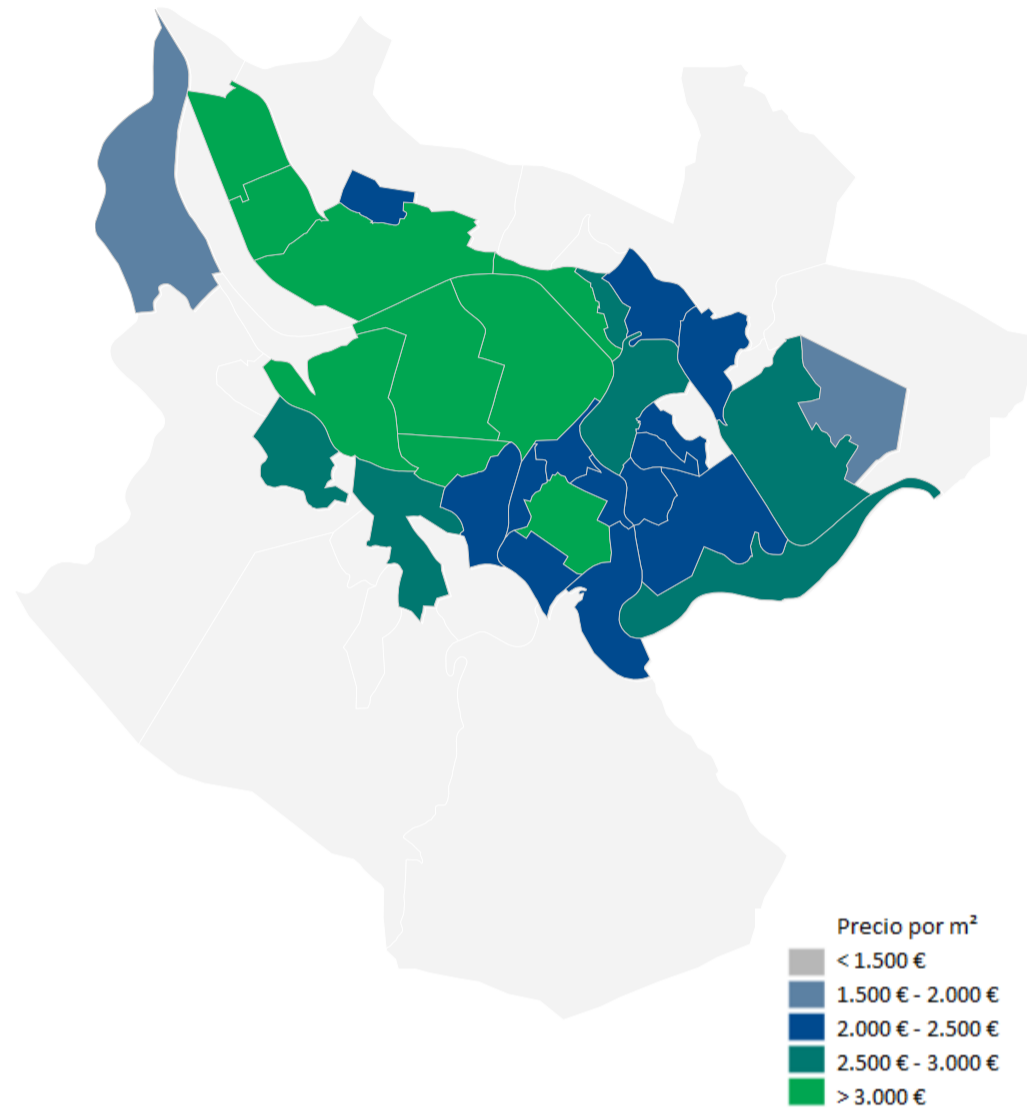 Precio por m²
< 1.500 €
1.500 € - 2.000 €
2.000 € - 2.500 €
2.500 € - 3.000 €
> 3.000 €